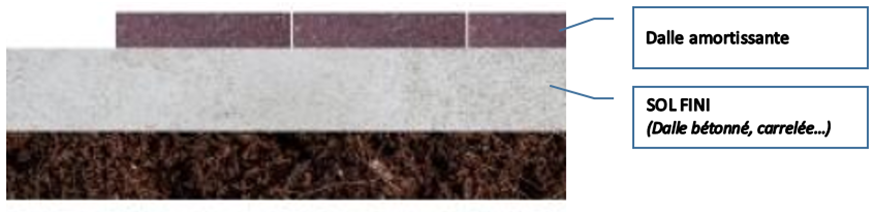 Dalle amortissante
SOL FINI
(Dalle bétonné, carrelée...)